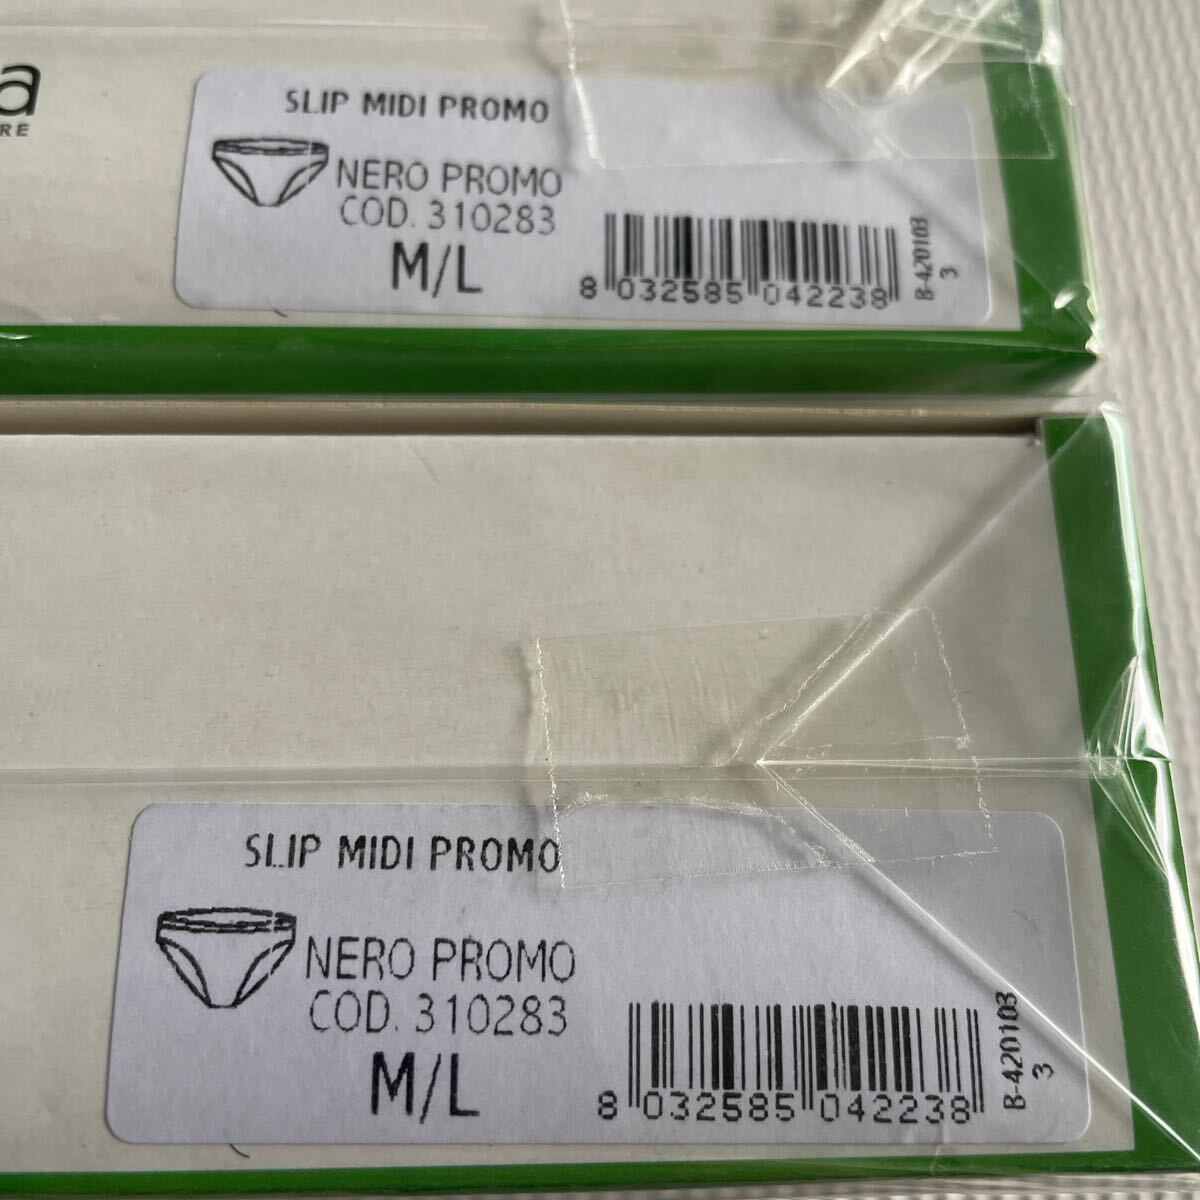 a
RE
SLIP MIDI PROMO
NERO PROMO
COD. 310283
M/L
8 032585 042238
B-420103
3
SLIP MIDI PROMO
NERO PROMO
COD. 310283
M/L
8 032585 042238
B-420103
3